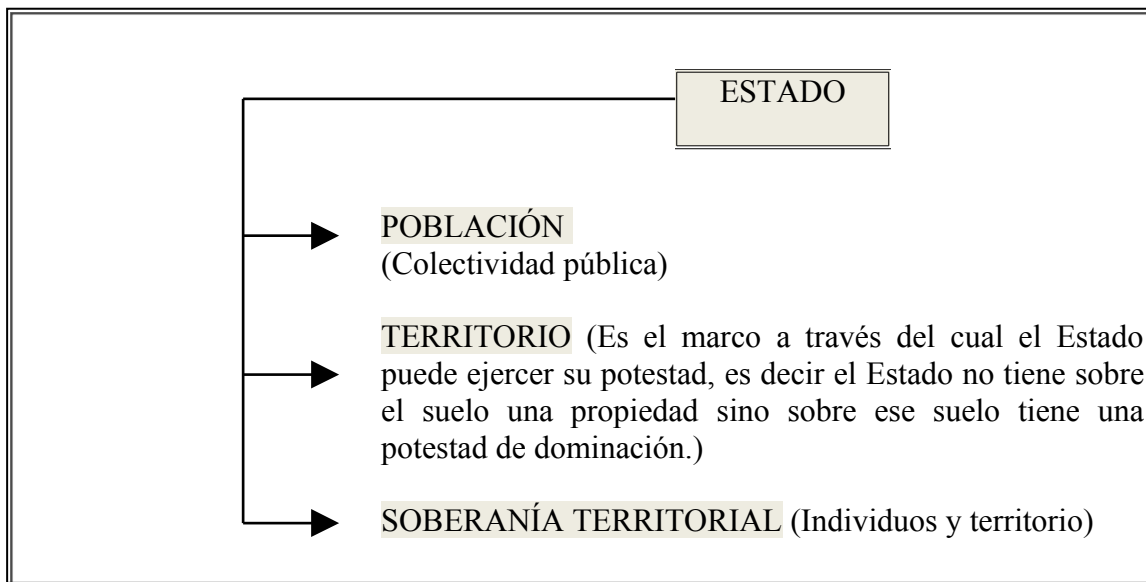 ESTADO
POBLACIÓN
(Colectividad pública)
TERRITORIO (Es el marco a través del cual el Estado
puede ejercer su potestad, es decir el Estado no tiene sobre
el suelo una propiedad sino sobre ese suelo tiene una
potestad de dominación.)
SOBERANÍA TERRITORIAL (Individuos y territorio)